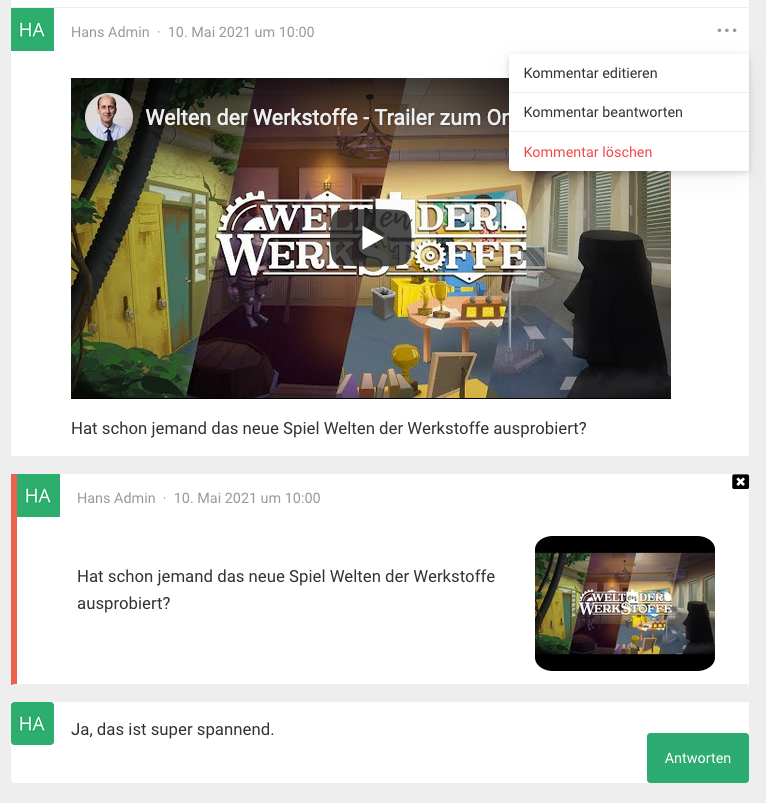 HA
Hans Admin · 10. Mai 2021 um 10:00
Kommentar editieren
Kommentar beantworten
Kommentar löschen
Welten der Werkstoffe - Trailer zum Or
WELTEN DER
WERKSTOFFE
Hat schon jemand das neue Spiel Welten der Werkstoffe ausprobiert?
HA
Hans Admin · 10. Mai 2021 um 10:00
Hat schon jemand das neue Spiel Welten der Werkstoffe
ausprobiert?
WELTEN DER
WERKSTOFFE
HA
Ja, das ist super spannend.
Antworten